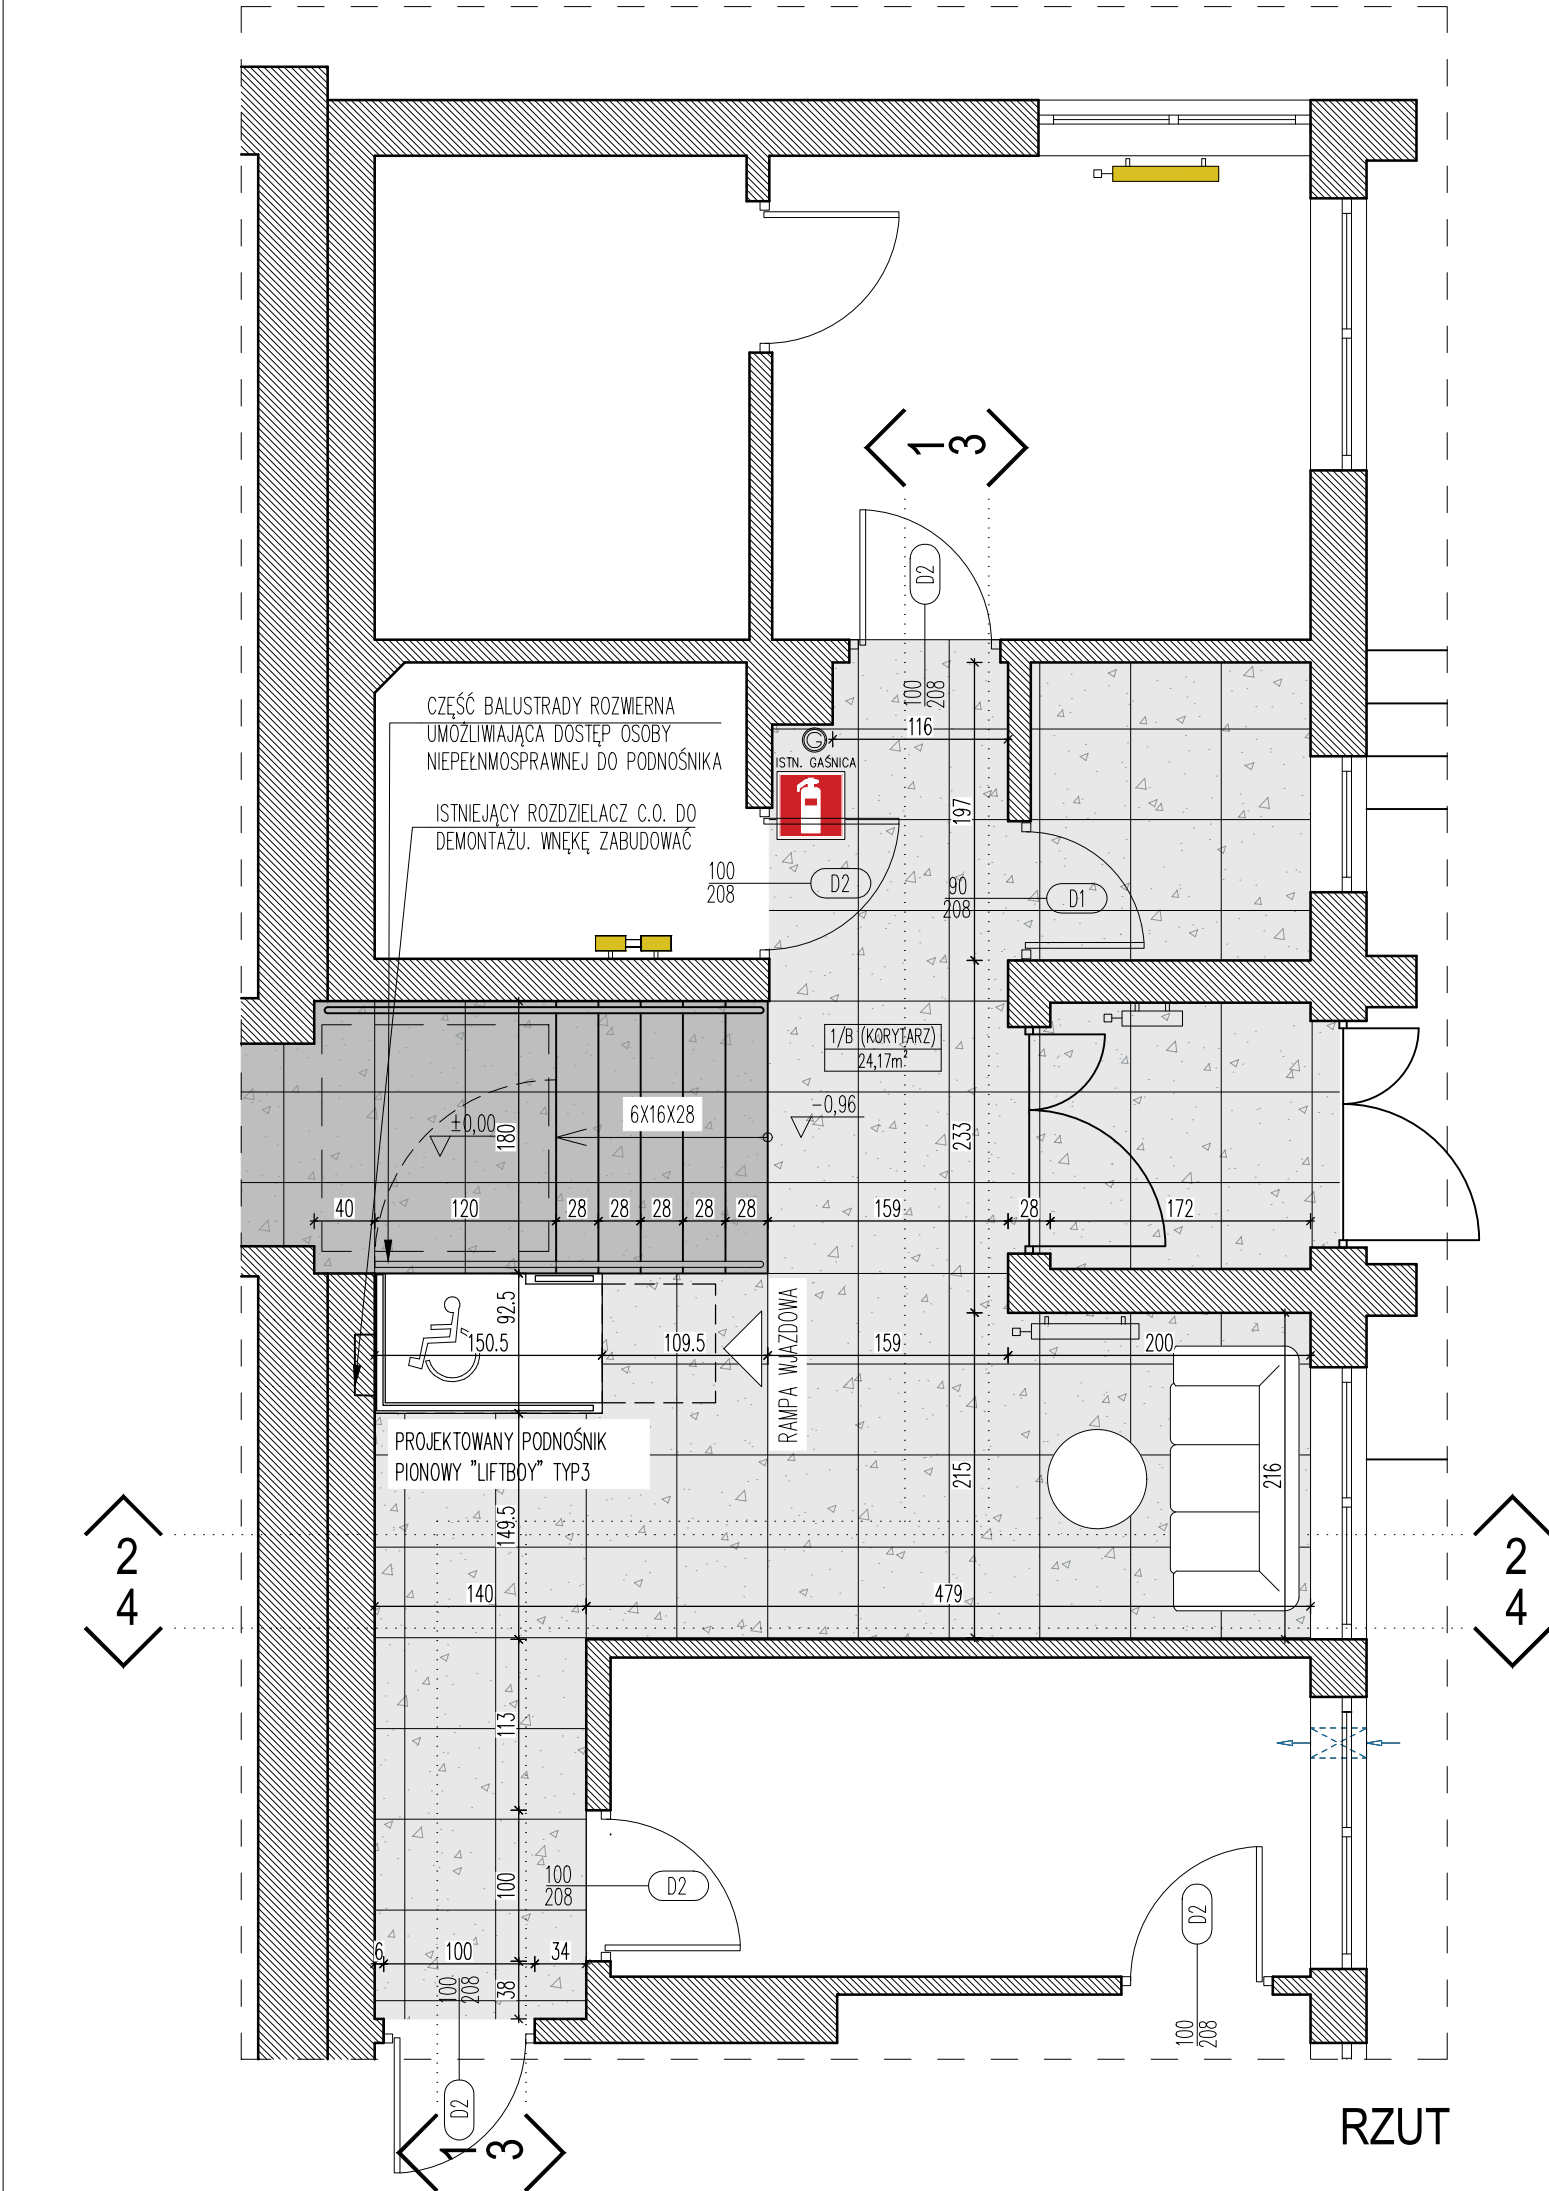 1
3
D2
100
208
116
CZĘŚĆ BALUSTRADY ROZWIERNA
UMOŻLIWIAJĄCA DOSTĘP OSOBY
NIEPEŁNMOSPRAWNEJ DO PODNOŚNIKA
G
ISTN. GAŚNICA
ISTNIEJĄCY ROZDZIELACZ C.O. DO
DEMONTAŻU. WNĘKĘ ZABUDOWAĆ
197
100
208
D2
90
208
D1
1/B (KORYTARZ)
24,17m²
±0,00
180
6X16X28
-0,96
233
40
120
28
28
28
28
28
159
28
172
92.5
150.5
109.5
RAMPA WJAZDOWA
159
200
PROJEKTOWANY PODNOŚNIK
PIONOWY "LIFTBOY" TYP3
149.5
215
216
2
4
2
4
140
479
113
100
100
208
D2
D2
100
208
6
100
34
38
100
208
D2
1
3
RZUT